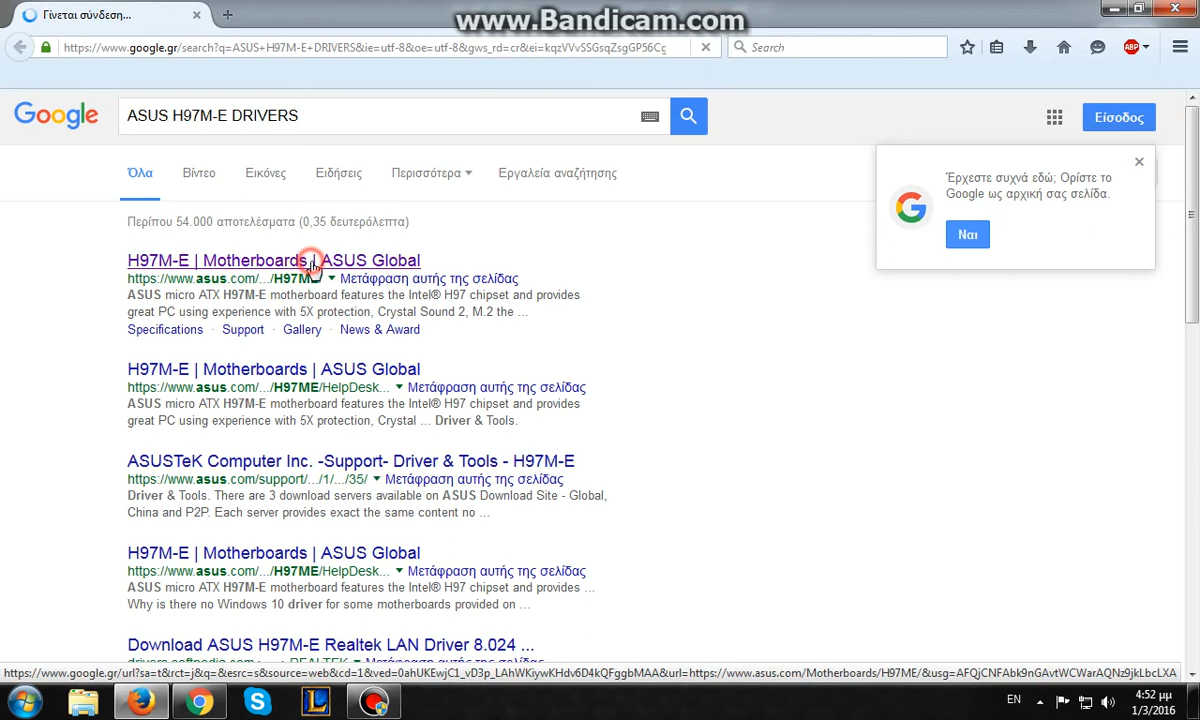 Γίνεται σύνδεση...
www.Bandicam.com
https://www.google.gr/search?q=ASUS+H97M-E+DRIVERS&ie=utf-8&oe=utf-8&gws_rd=cr&ei=kqzVVvSSGsqZsgGP56Cg
Search
ABP
Google
ASUS H97M-E DRIVERS
Είσοδος
Όλα
Βίντεο
Εικόνες
Ειδήσεις
Περισσότερα
Εργαλεία αναζήτησης
Έρχεστε συχνά εδώ; Ορίστε το
Google ως αρχική σας σελίδα.
Ναι
Περίπου 54.000 αποτελέσματα (0,35 δευτερόλεπτα)
H97M-E | Motherboards | ASUS Global
https://www.asus.com/.../H97ME/ Μετάφραση αυτής της σελίδας
ASUS micro ATX H97M-E motherboard features the Intel® H97 chipset and provides
great PC using experience with 5X protection, Crystal Sound 2, M.2 the ...
Specifications · Support · Gallery · News & Award
H97M-E | Motherboards | ASUS Global
https://www.asus.com/.../H97ME/HelpDesk... Μετάφραση αυτής της σελίδας
ASUS micro ATX H97M-E motherboard features the Intel® H97 chipset and provides
great PC using experience with 5X protection, Crystal ... Driver & Tools.
ASUSTeK Computer Inc. -Support- Driver & Tools - H97M-E
https://www.asus.com/support/.../1/.../35/ Μετάφραση αυτής της σελίδας
Driver & Tools. There are 3 download servers available on ASUS Download Site - Global,
China and P2P. Each server provides exact the same content no ...
H97M-E | Motherboards | ASUS Global
https://www.asus.com/.../H97ME/HelpDesk... Μετάφραση αυτής της σελίδας
ASUS micro ATX H97M-E motherboard features the Intel® H97 chipset and provides ...
Why is there no Windows 10 driver for some motherboards provided on ...
Download ASUS H97M-E Realtek LAN Driver 8.024 ...
https://www.google.gr/url?sa=t&rct=j&q=&esrc=s&source=web&cd=1&ved=0ahUKEwjC1_vD3p_LAhWKiywKHdv6D4kQFggbMAA&url=https://www.asus.com/Motherboards/H97ME/&usg=AFQjCNFAbk9nGAvtWCWarAQNz9jkLbcLXA
EN
4:52 μμ
1/3/2016